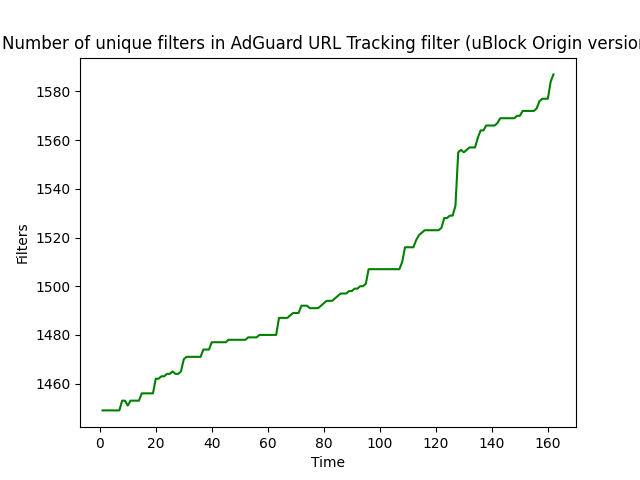 Number of unique filters in AdGuard URL Tracking filter (uBlock Origin version
1580
1560
1540
1520
1500
1480
1460
Filters
0 20 40 60 80 100 120 140 160
Time